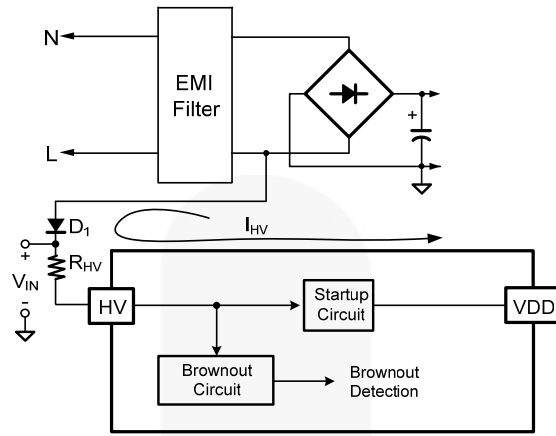 N
EMI
Filter
L
+
D1
IHV
+
RHV
VIN
-
HV
Startup
Circuit
VDD
Brownout
Circuit
Brownout
Detection